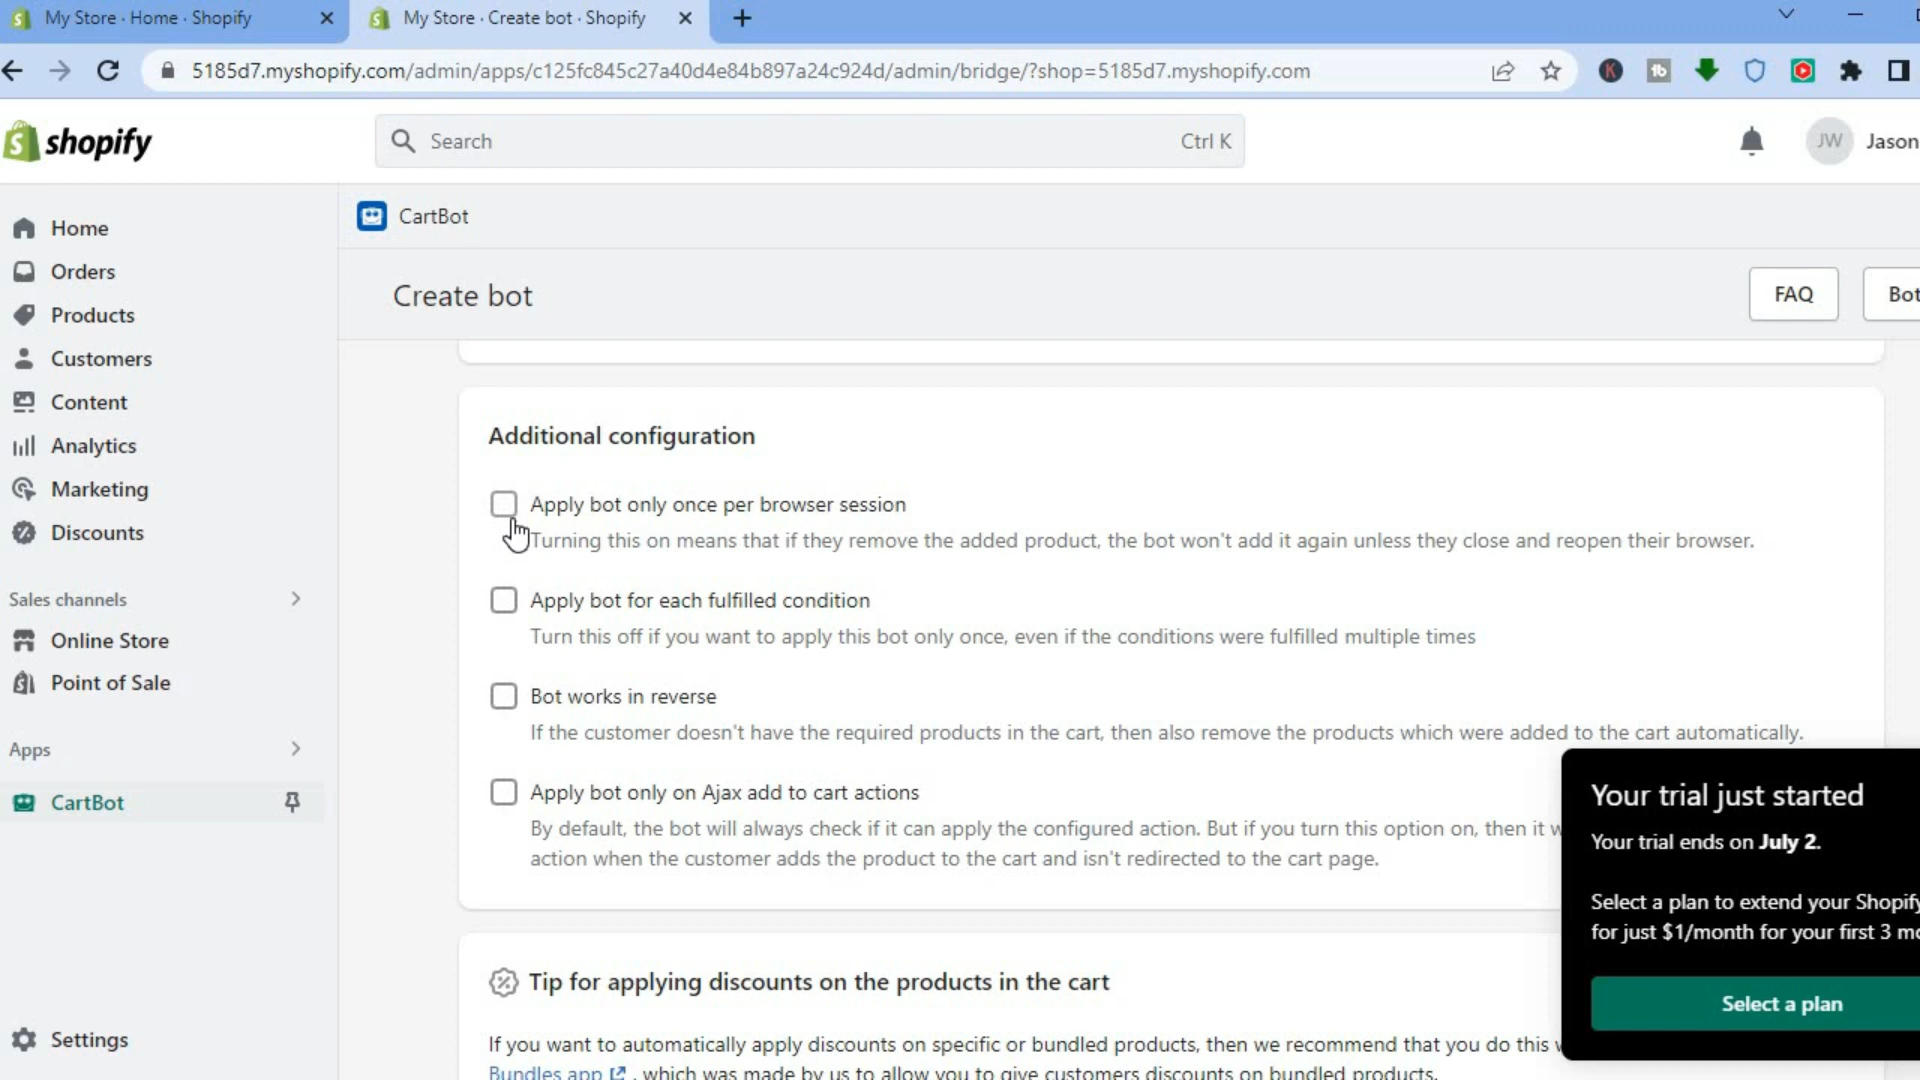 My Store · Home · Shopify
My Store · Create bot · Shopify
5185d7.myshopify.com/admin/apps/c125fc845c27a40d4e84b897a24c924d/admin/bridge/?shop=5185d7.myshopify.com
shopify
Search
Ctrl K
JW
Jason
Home
Orders
Products
Customers
Content
Analytics
Marketing
Discounts
Sales channels
Online Store
Point of Sale
Apps
CartBot
Settings
CartBot
Create bot
FAQ
Bot
Additional configuration
Apply bot only once per browser session
Turning this on means that if they remove the added product, the bot won't add it again unless they close and reopen their browser.
Apply bot for each fulfilled condition
Turn this off if you want to apply this bot only once, even if the conditions were fulfilled multiple times
Bot works in reverse
If the customer doesn't have the required products in the cart, then also remove the products which were added to the cart automatically.
Apply bot only on Ajax add to cart actions
By default, the bot will always check if it can apply the configured action. But if you turn this option on, then it
action when the customer adds the product to the cart and isn't redirected to the cart page.
Tip for applying discounts on the products in the cart
If you want to automatically apply discounts on specific or bundled products, then we recommend that you do this
Bundles app , which was made by us to allow you to give customers discounts on bundled products.
Your trial just started
Your trial ends on July 2.
Select a plan to extend your Shopify
for just $1/month for your first 3
Select a plan